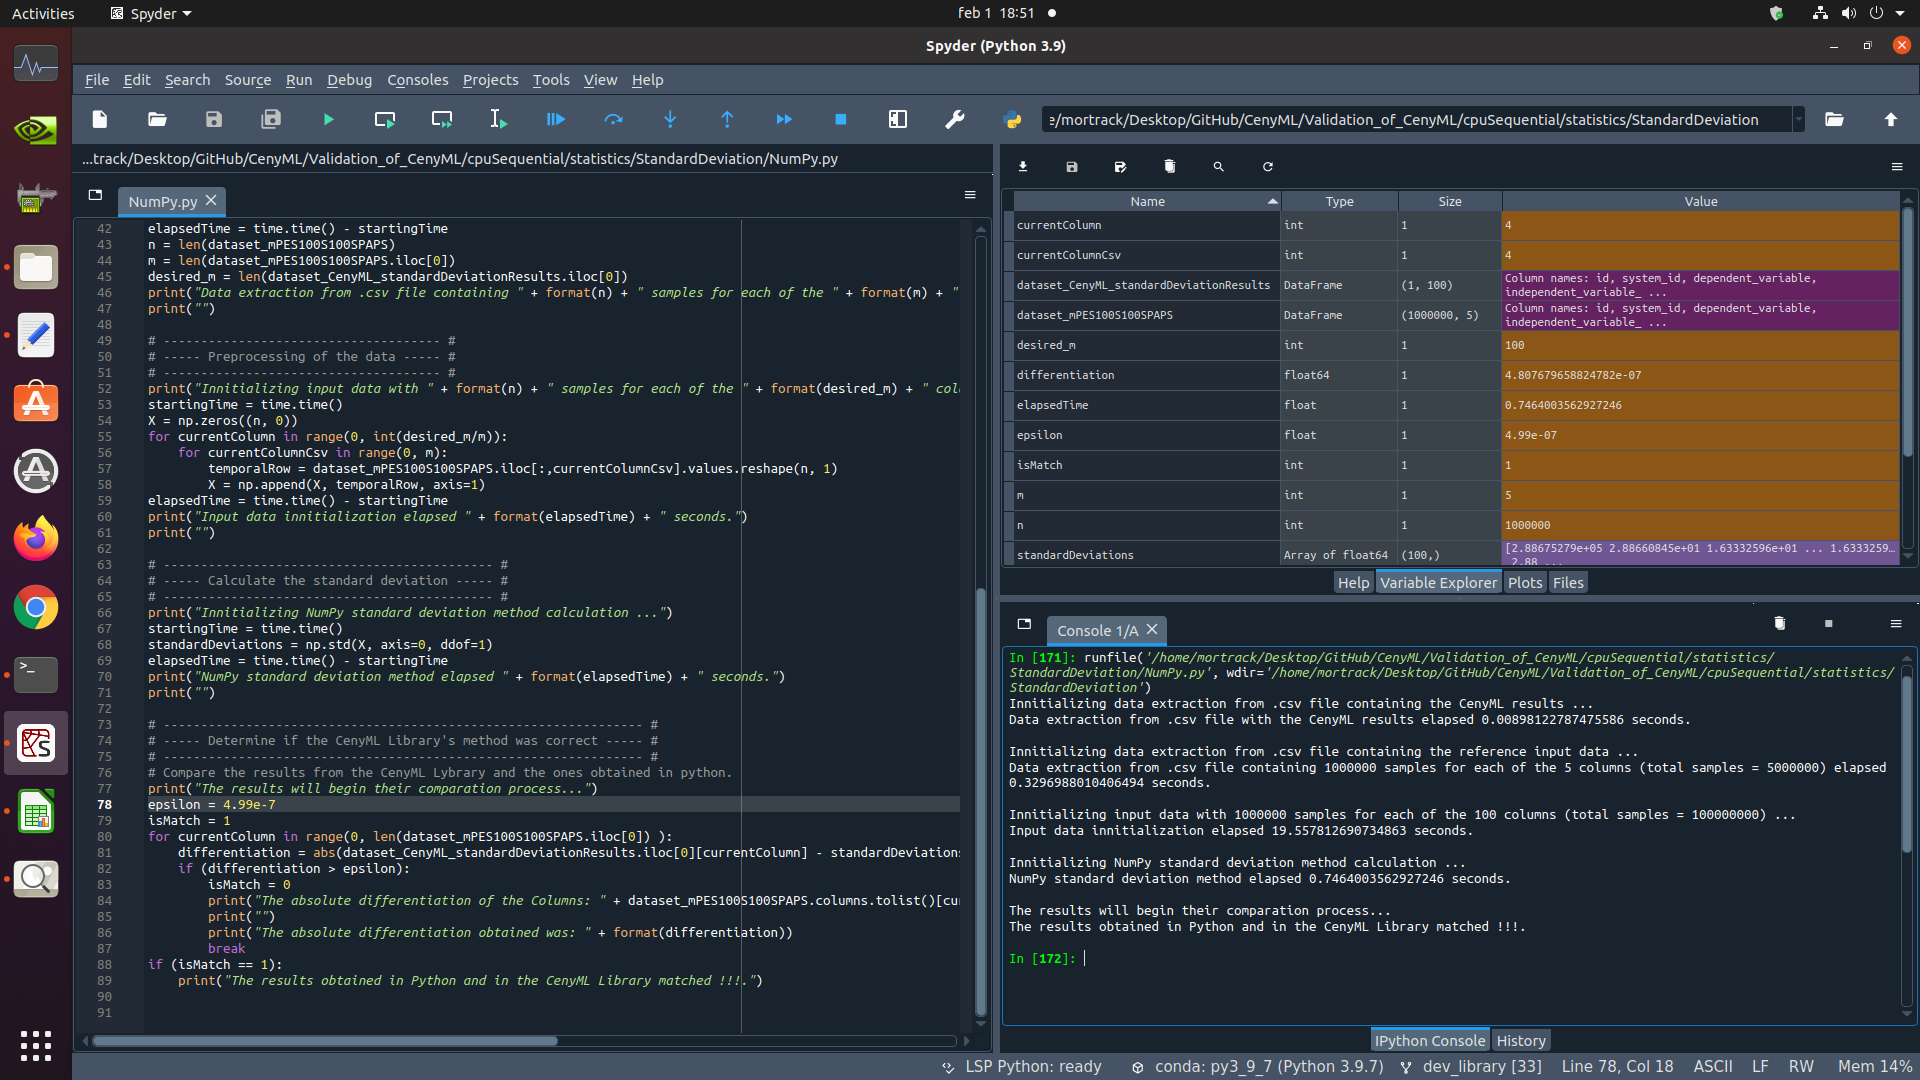 Activities
Spyder
feb 1 18:51
Spyder (Python 3.9)
File Edit Search Source Run Debug Consoles Projects Tools View Help
e/mortrack/Desktop/GitHub/CenyML/Validation_of_CenyML/cpuSequential/statistics/StandardDeviation
...track/Desktop/GitHub/CenyML/Validation_of_CenyML/cpuSequential/statistics/StandardDeviation/NumPy.py
NumPy.py
42 elapsedTime = time.time() - startingTime
43 n = len(dataset_mPES100S100SPAPS)
44 m = len(dataset_mPES100S100SPAPS.iloc[0])
45 desired_m = len(dataset_CenyML_standardDeviationResults.iloc[0])
46 print("Data extraction from .csv file containing " + format(n) + " samples for each of the " + format(m) + "
47 print("")
48
49 # ------------------------------------- #
50 # ----- Preprocessing of the data ----- #
51 # ------------------------------------- #
52 print("Innitializing input data with " + format(n) + " samples for each of the " + format(desired_m) + " col
53 startingTime = time.time()
54 X = np.zeros((n, 0))
55 for currentColumn in range(0, int(desired_m/m)):
56     for currentColumnCsv in range(0, m):
57         temporalRow = dataset_mPES100S100SPAPS.iloc[:,currentColumnCsv].values.reshape(n, 1)
58         X = np.append(X, temporalRow, axis=1)
59 elapsedTime = time.time() - startingTime
60 print("Input data innitialization elapsed " + format(elapsedTime) + " seconds.")
61 print("")
62
63 # -------------------------------------------- #
64 # ----- Calculate the standard deviation ----- #
65 # -------------------------------------------- #
66 print("Innitializing NumPy standard deviation method calculation ...")
67 startingTime = time.time()
68 standardDeviations = np.std(X, axis=0, ddof=1)
69 elapsedTime = time.time() - startingTime
70 print("NumPy standard deviation method elapsed " + format(elapsedTime) + " seconds.")
71 print("")
72
73 # ---------------------------------------------------------------- #
74 # ----- Determine if the CenyML Library's method was correct ----- #
75 # ---------------------------------------------------------------- #
76 # Compare the results from the CenyML Lybrary and the ones obtained in python.
77 print("The results will begin their comparation process...")
78 epsilon = 4.99e-7
79 isMatch = 1
80 for currentColumn in range(0, len(dataset_mPES100S100SPAPS.iloc[0]) ):
81     differentiation = abs(dataset_CenyML_standardDeviationResults.iloc[0][currentColumn] - standardDeviation
82     if (differentiation > epsilon):
83         isMatch = 0
84         print("The absolute differentiation of the Columns: " + dataset_mPES100S100SPAPS.columns.tolist()[cu
85         print("")
86         print("The absolute differentiation obtained was: " + format(differentiation))
87         break
88 if (isMatch == 1):
89     print("The results obtained in Python and in the CenyML Library matched !!!.")
90
91
Name Type Size Value
currentColumn int 1 4
currentColumnCsv int 1 4
dataset_CenyML_standardDeviationResults DataFrame (1, 100) Column names: id, system_id, dependent_variable,
independent_variable_ ...
dataset_mPES100S100SPAPS DataFrame (1000000, 5) Column names: id, system_id, dependent_variable,
independent_variable_ ...
desired_m int 1 100
differentiation float64 1 4.807679658824782e-07
elapsedTime float 1 0.7464003562927246
epsilon float 1 4.99e-07
isMatch int 1 1
m int 1 5
n int 1 1000000
standardDeviations Array of float64 (100,) [2.88675279e+05 2.88660845e+01 1.63332596e+01 ... 1.6333259…
2.88 ...
Help Variable Explorer Plots Files
Console 1/A
In [171]: runfile('/home/mortrack/Desktop/GitHub/CenyML/Validation_of_CenyML/cpuSequential/statistics/
StandardDeviation/NumPy.py', wdir='/home/mortrack/Desktop/GitHub/CenyML/Validation_of_CenyML/cpuSequential/statistics/
StandardDeviation')
Innitializing data extraction from .csv file containing the CenyML results ...
Data extraction from .csv file with the CenyML results elapsed 0.00898122787475586 seconds.
Innitializing data extraction from .csv file containing the reference input data ...
Data extraction from .csv file containing 1000000 samples for each of the 5 columns (total samples = 5000000) elapsed
0.3296988010406494 seconds.
Innitializing input data with 1000000 samples for each of the 100 columns (total samples = 100000000) ...
Input data innitialization elapsed 19.557812690734863 seconds.
Innitializing NumPy standard deviation method calculation ...
NumPy standard deviation method elapsed 0.7464003562927246 seconds.
The results will begin their comparation process...
The results obtained in Python and in the CenyML Library matched !!!.
In [172]:
IPython Console History
LSP Python: ready conda: py3_9_7 (Python 3.9.7) dev_library [33] Line 78, Col 18 ASCII LF RW Mem 14%